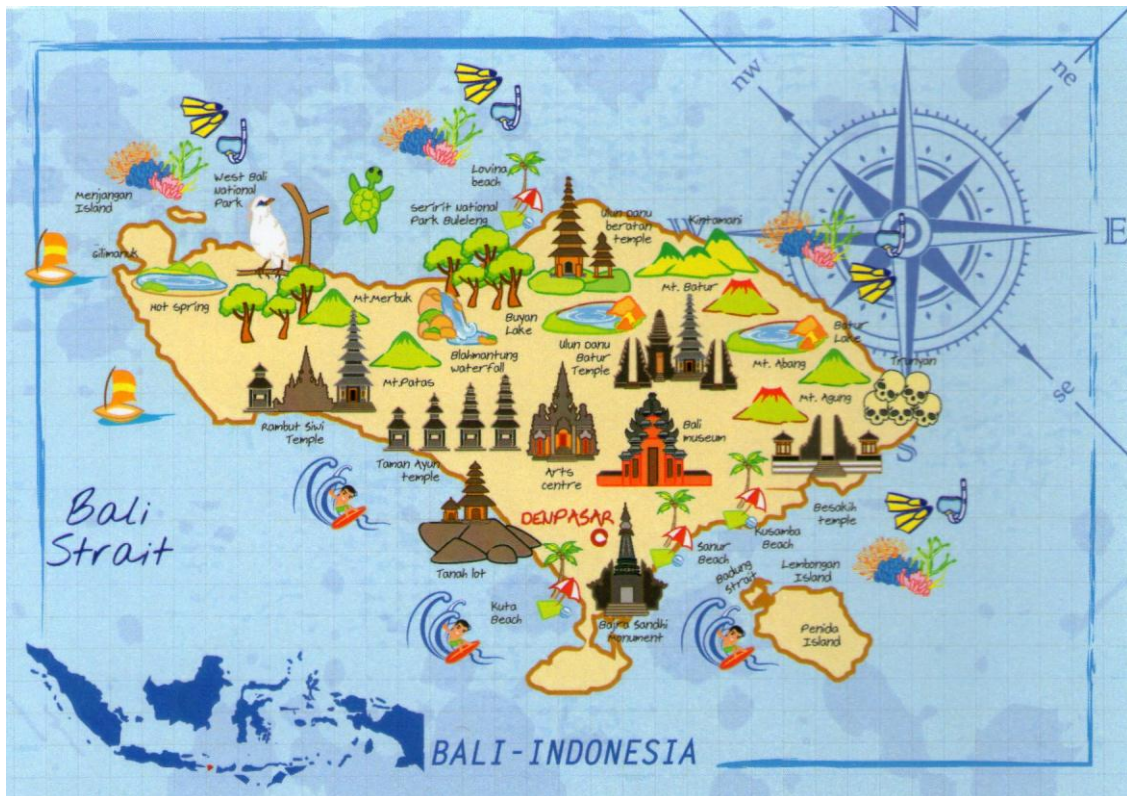 N
nw
ne
W
E
se
S
Menjangan
Island
West Bali
National
Park
Lovina
beach
Seririt National
Park Buleleng
Ulun Danu
beratan
temple
Kintamani
Gilimanuk
Hot Spring
Mt.Merbuk
Buyan
Lake
Mt. Batur
Batur
Lake
Blahmantung
waterfall
Ulun Danu
Batur
Temple
Mt. Abang
Trunyan
Mt.Patas
Mt. Agung
Rambut Siwi
Temple
Taman Ayun
temple
Arts
centre
Bali
museum
Besakih
temple
Bali
Strait
DENPASAR
Kusamba
Beach
Sanur
Beach
Tanah lot
Lembongan
Island
Badung
Strait
Kuta
Beach
Bajra Sandhi
Monument
Penida
Island
BALI-INDONESIA